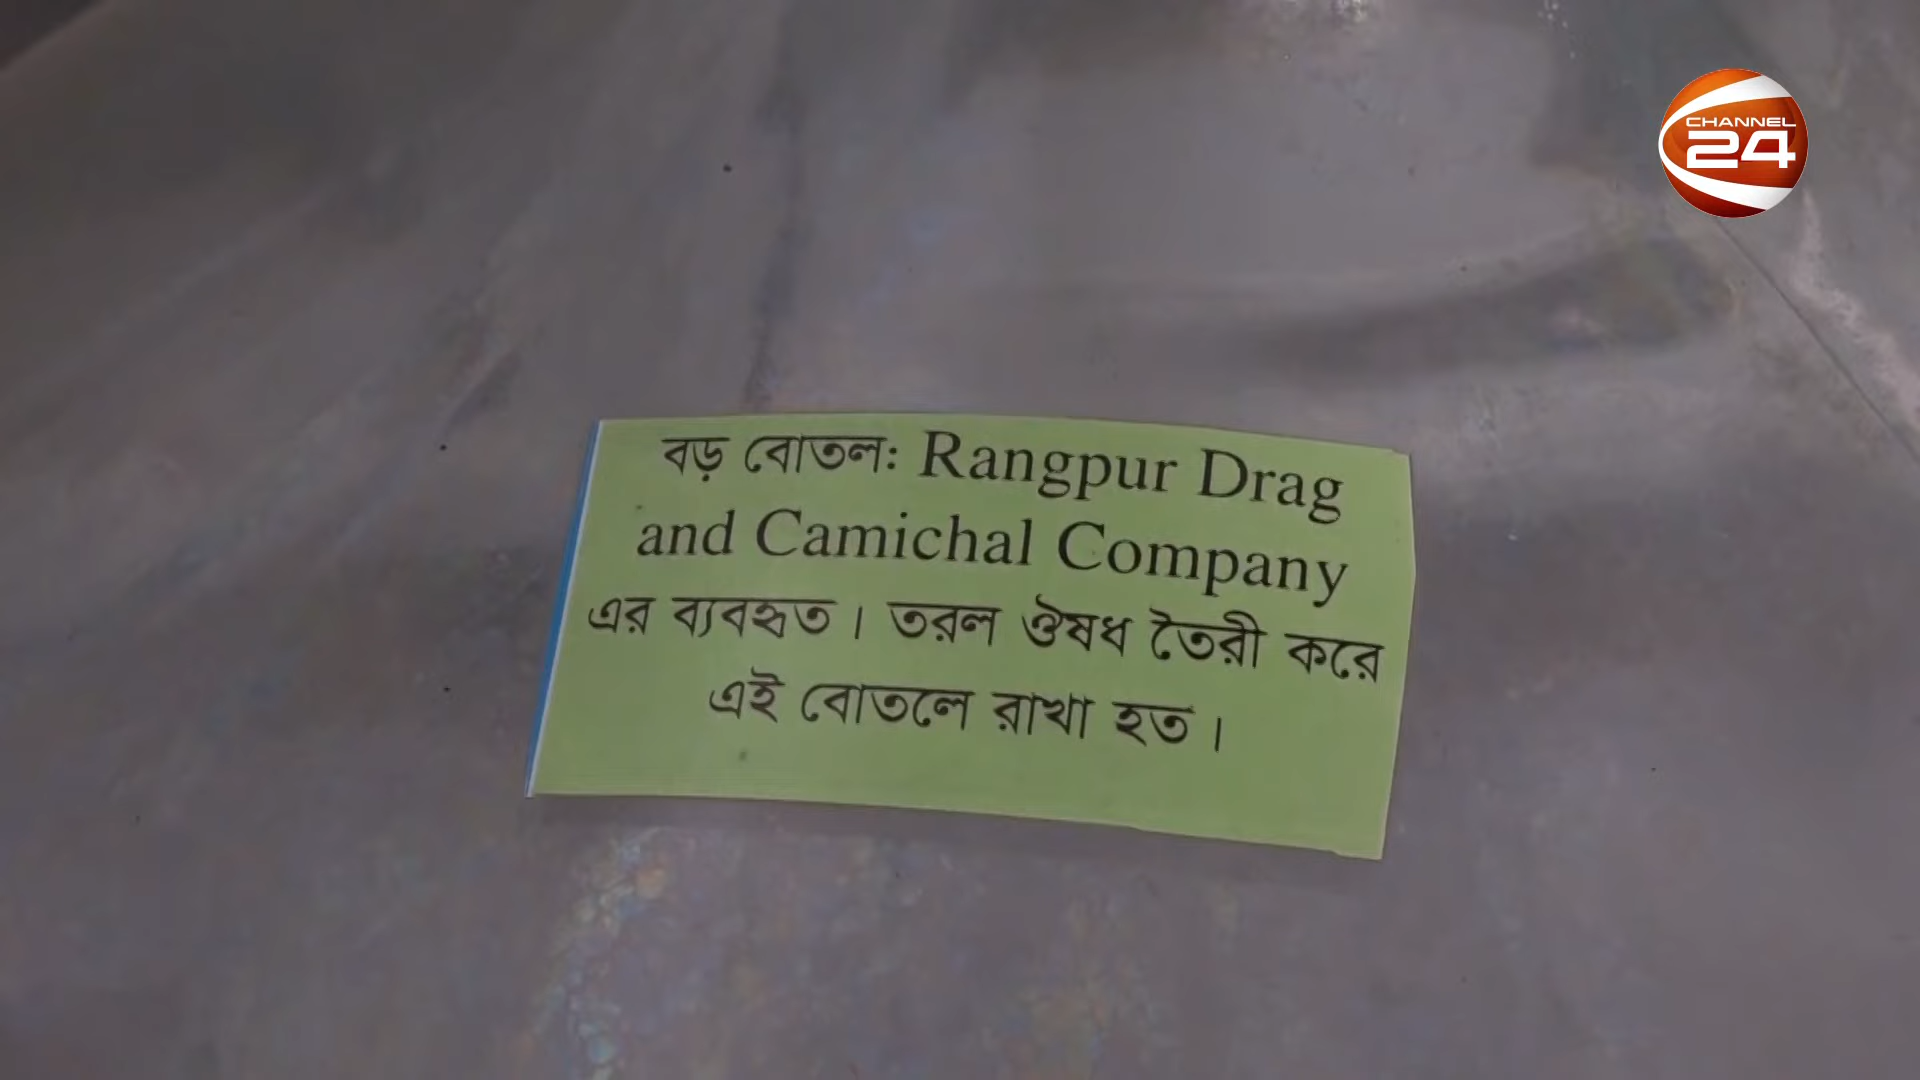 CHANNEL
24
বড় বোতল: Rangpur Drag
and Camichal Company
এর ব্যবহৃত। তরল ঔষধ তৈরী করে
এই বোতলে রাখা হত।